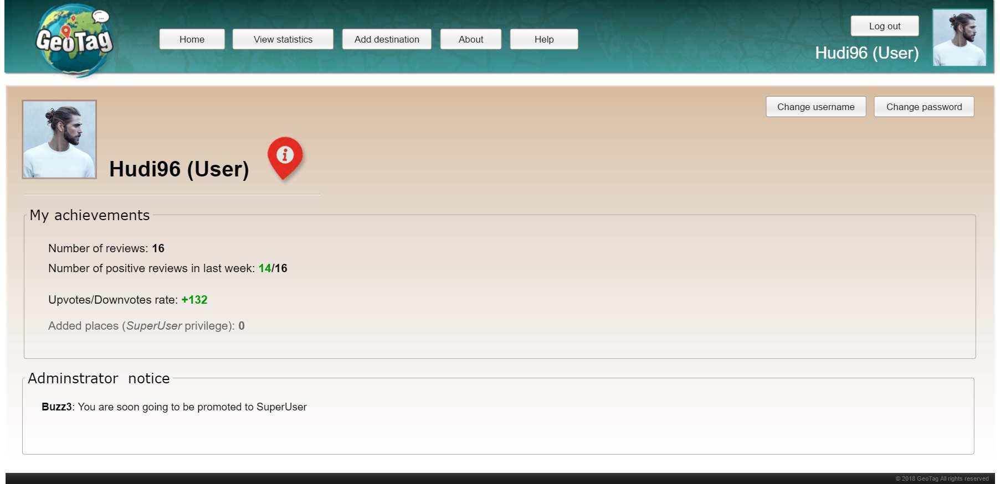 GeoTag
Home
View statistics
Add destination
About
Help
Log out
Hudi96 (User)
Change username
Change password
Hudi96 (User)
My achievements
Number of reviews: 16
Number of positive reviews in last week: 14/16
Upvotes/Downvotes rate: +132
Added places (SuperUser privilege): 0
Adminstrator notice
Buzz3: You are soon going to be promoted to SuperUser
© 2018 GeoTag All rights reserved